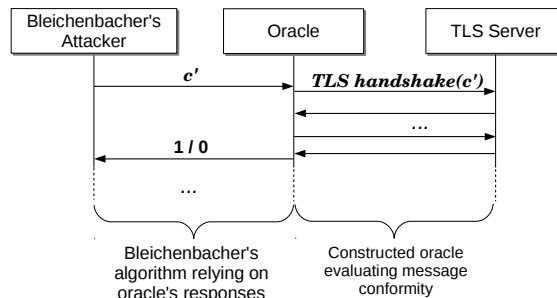 Bleichenbacher's
Attacker
Oracle
TLS Server
c'
TLS handshake(c')
...
1 / 0
...
Bleichenbacher's
algorithm relying on
oracle's responses
Constructed oracle
evaluating message
conformity